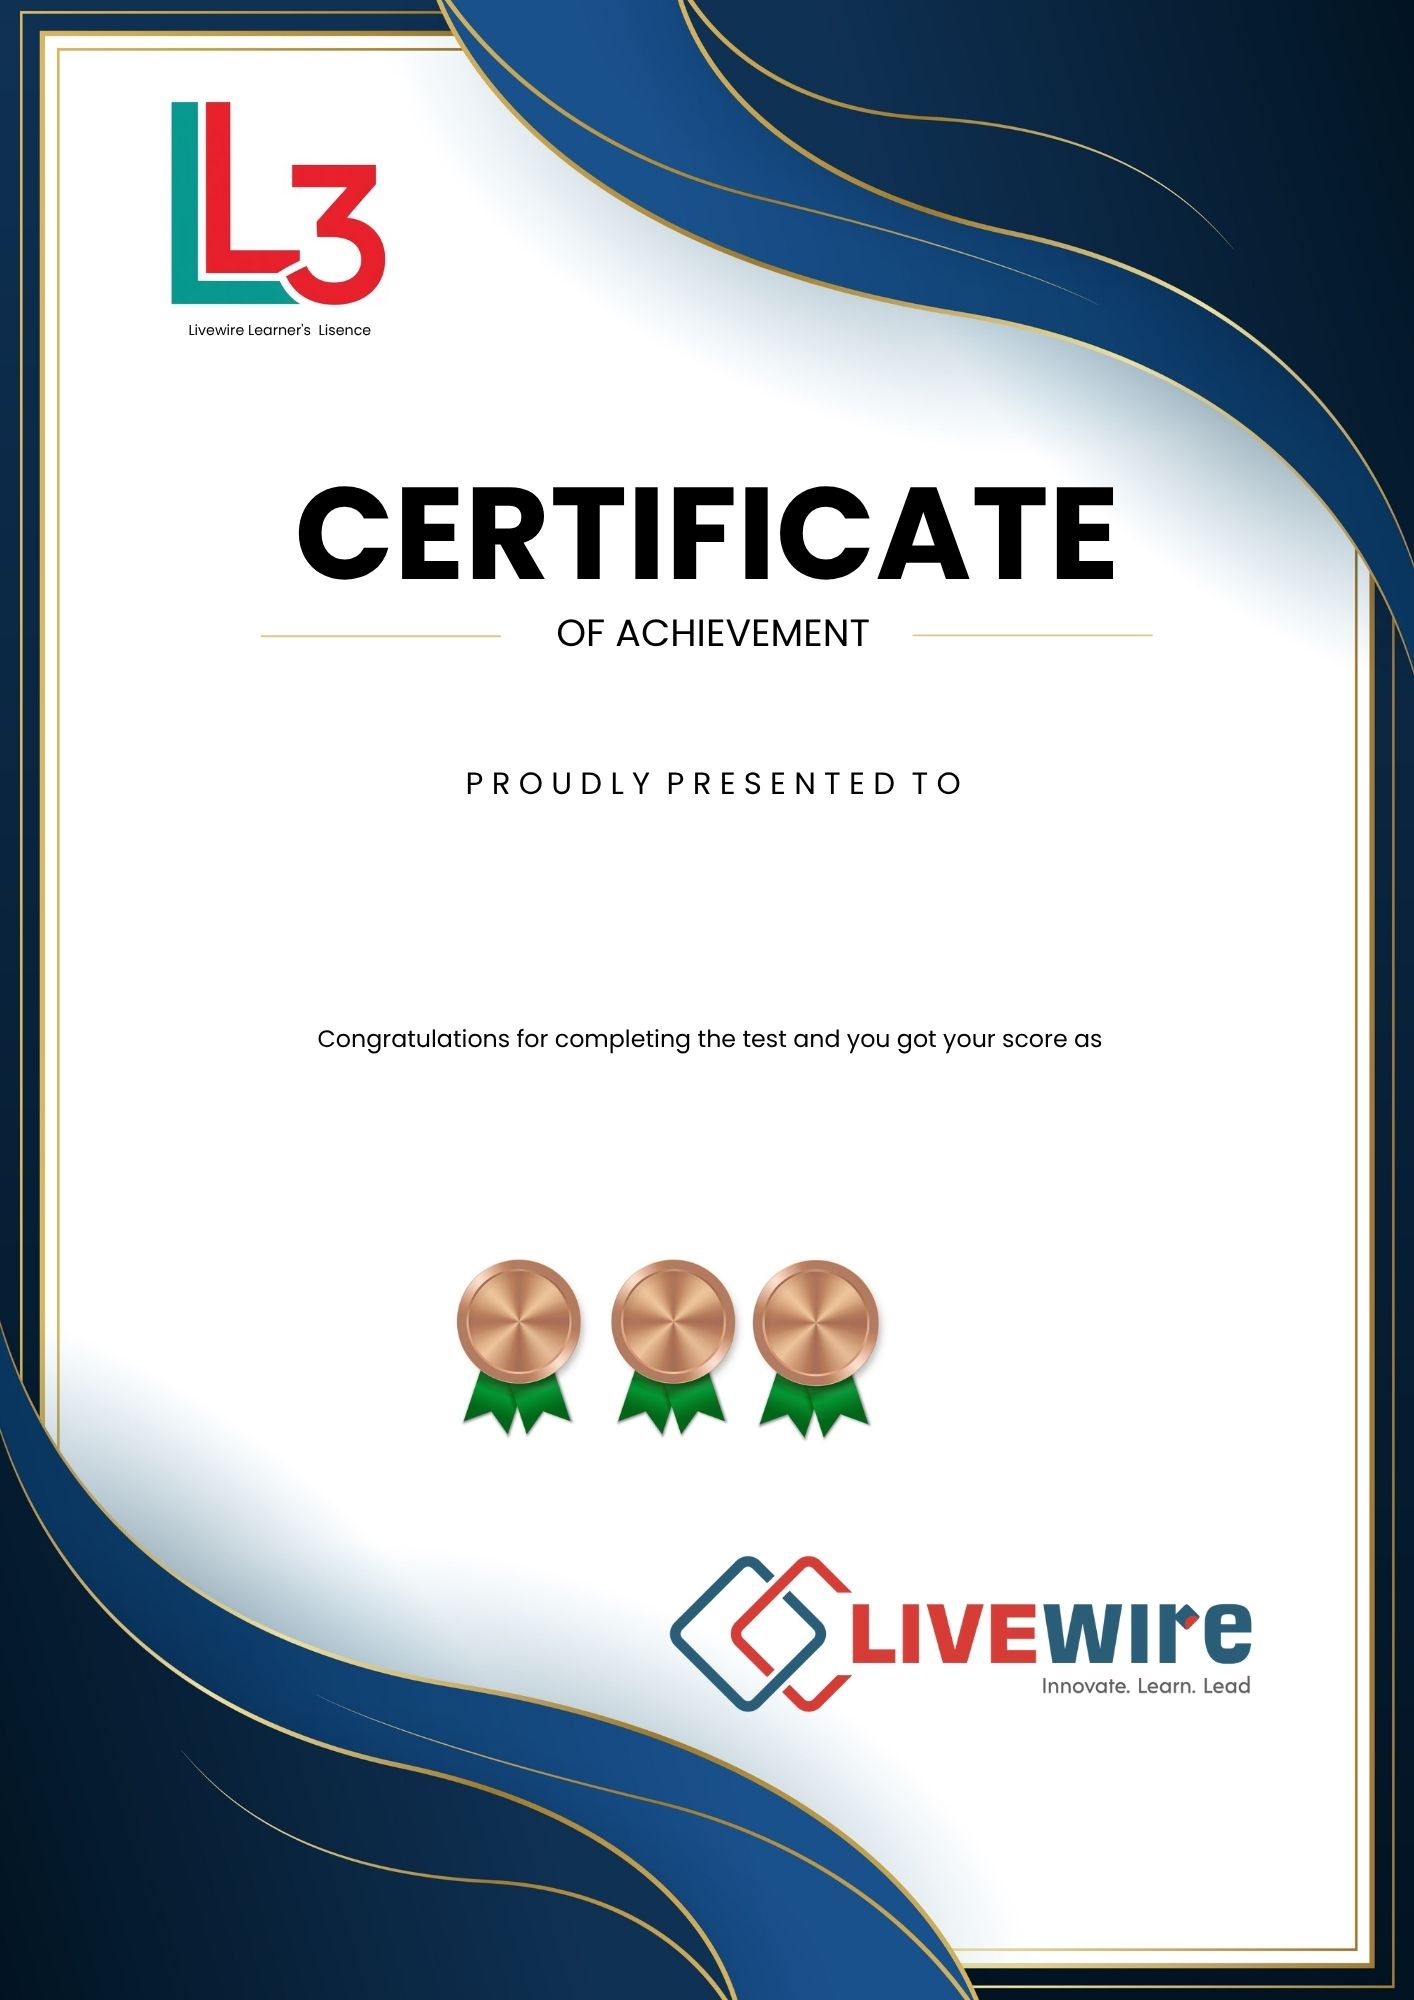 LL3
Livewire Learner's Lisence
CERTIFICATE
OF ACHIEVEMENT
PROUDLY PRESENTED TO
Congratulations for completing the test and you got your score as
LIVEWIre
Innovate. Learn. Lead